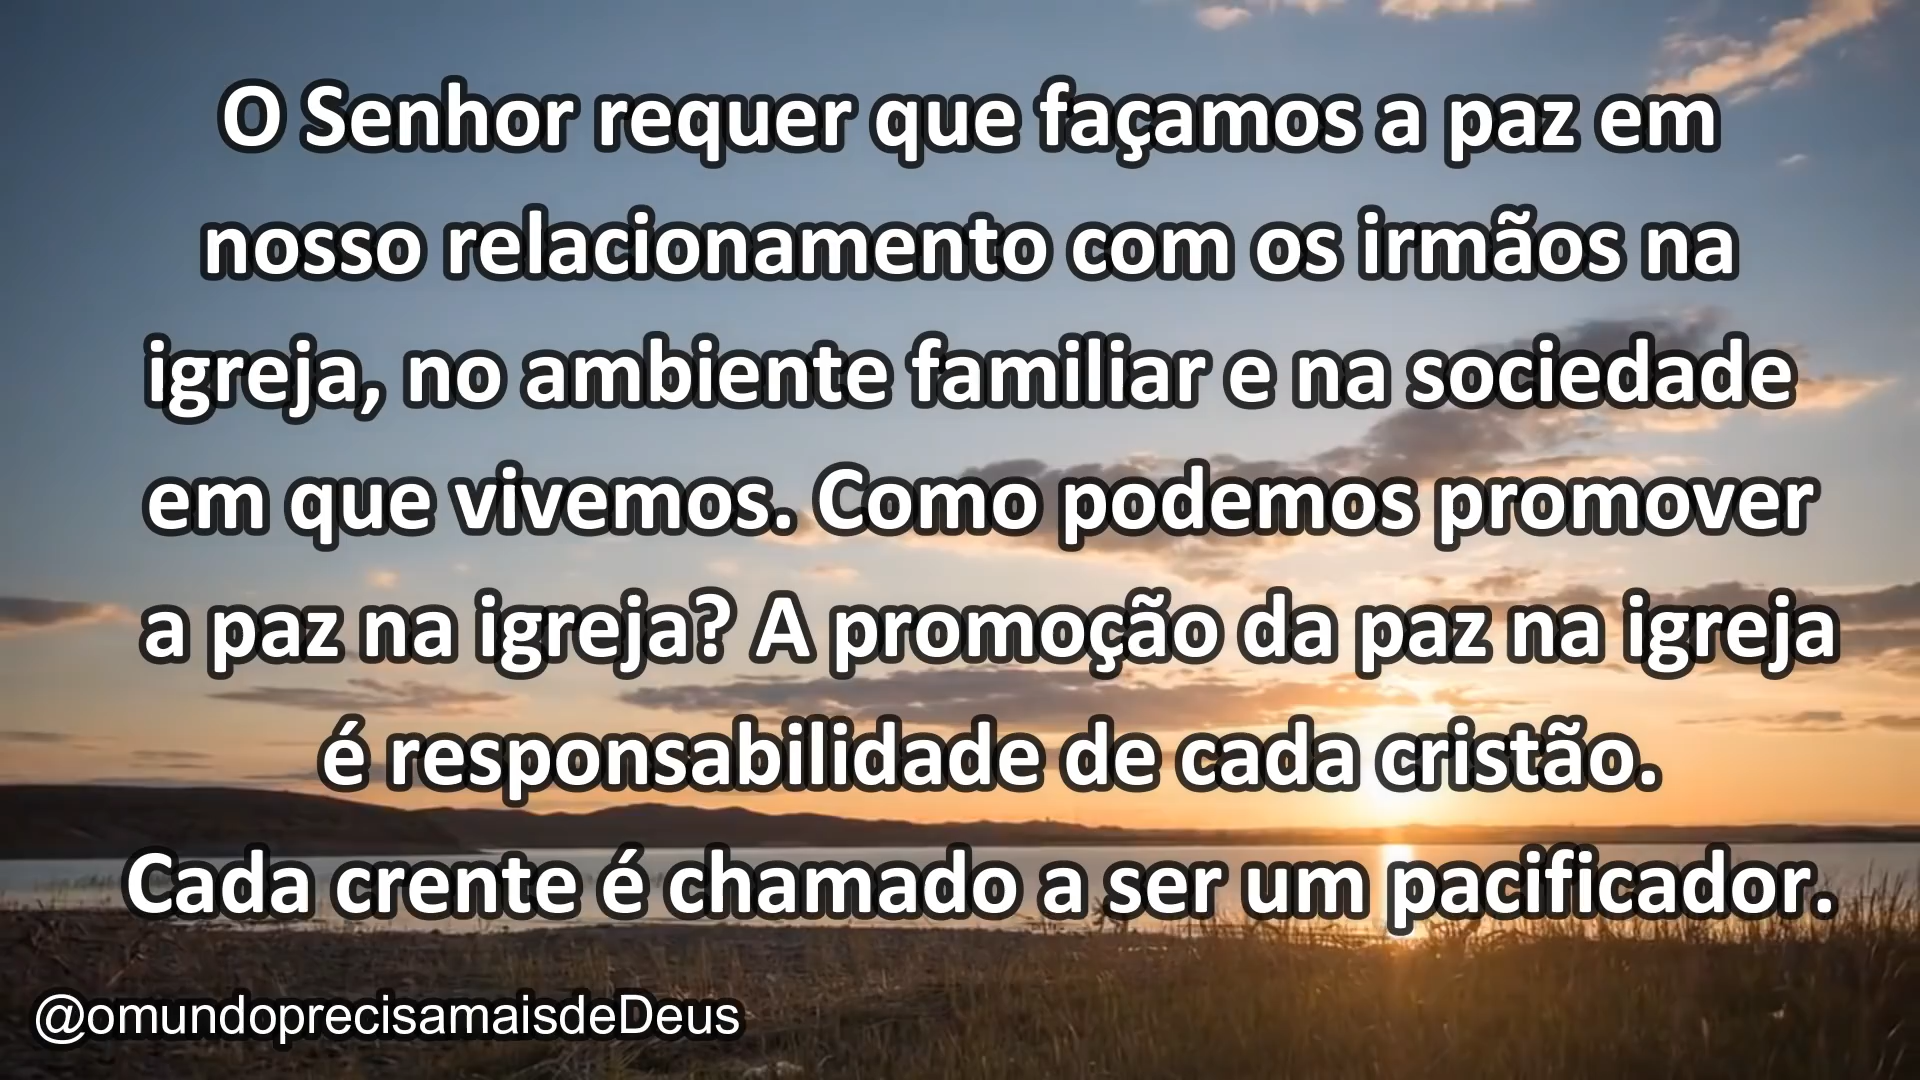 O Senhor requer que façamos a paz em
nosso relacionamento com os irmãos na
igreja, no ambiente familiar e na sociedade
em que vivemos. Como podemos promover
a paz na igreja? A promoção da paz na igreja
é responsabilidade de cada cristão.
Cada crente é chamado a ser um pacificador.
@omundoprecisamaisdeDeus